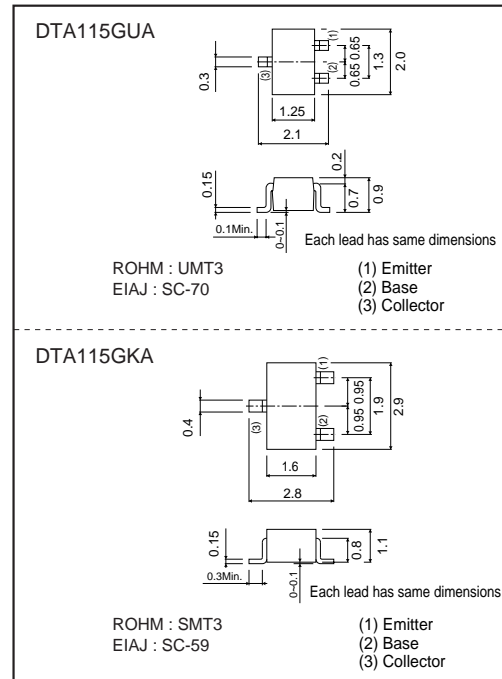 DTA115GUA
(1)
0.65
0.65
1.3
2.0
0.3
(3)
(2)
1.25
2.1
0.2
0.15
0.7
0.9
0.1Min.
0~0.1
Each lead has same dimensions
ROHM : UMT3
EIAJ : SC-70
(1) Emitter
(2) Base
(3) Collector
DTA115GKA
(1)
0.95
0.95
1.9
2.9
0.4
(3)
(2)
1.6
2.8
0.15
0.8
1.1
0.3Min.
0~0.1
Each lead has same dimensions
ROHM : SMT3
EIAJ : SC-59
(1) Emitter
(2) Base
(3) Collector